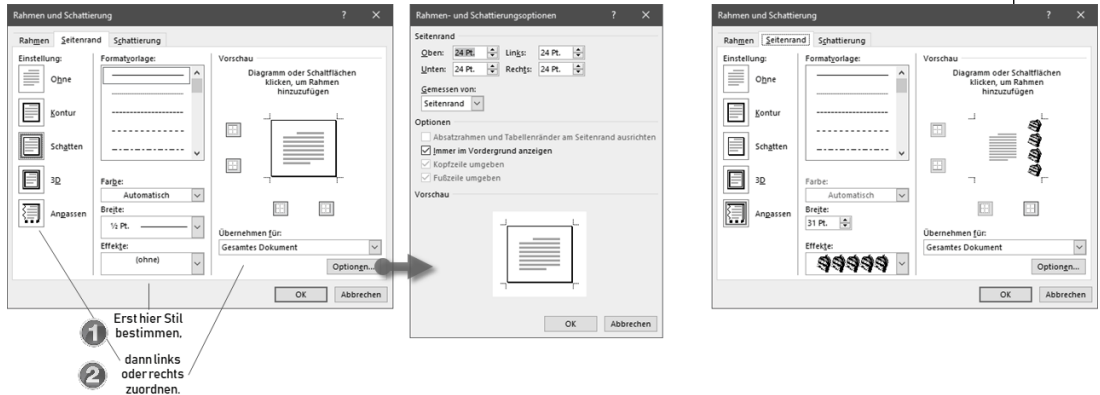 Rahmen und Schattierung
?
Rahmen Seitenrand Schattierung
Einstellung:
Ohne
Kontur
Schatten
3D
Anpassen
Formatvorlage:
Farbe:
Automatisch
Breite:
½ Pt.
Effekte:
(ohne)
Vorschau
Diagramm oder Schaltflächen
klicken, um Rahmen
hinzuzufügen
Übernehmen für:
Gesamtes Dokument
Optionen...
OK Abbrechen
1
Erst hier Stil
bestimmen,
2
dann links
oder rechts
zuordnen.
Rahmen- und Schattierungsoptionen
?
Seitenrand
Oben: 24 Pt. Links: 24 Pt.
Unten: 24 Pt. Rechts: 24 Pt.
Gemessen von:
Seitenrand
Optionen
Absatzrahmen und Tabellenränder am Seitenrand ausrichten
Immer im Vordergrund anzeigen
Kopfzeile umgeben
Fußzeile umgeben
Vorschau
OK Abbrechen
Rahmen und Schattierung
?
Rahmen Seitenrand Schattierung
Einstellung:
Ohne
Kontur
Schatten
3D
Anpassen
Formatvorlage:
Farbe:
Automatisch
Breite:
31 Pt.
Effekte:
Vorschau
Diagramm oder Schaltflächen
klicken, um Rahmen
hinzuzufügen
Übernehmen für:
Gesamtes Dokument
Optionen...
OK Abbrechen